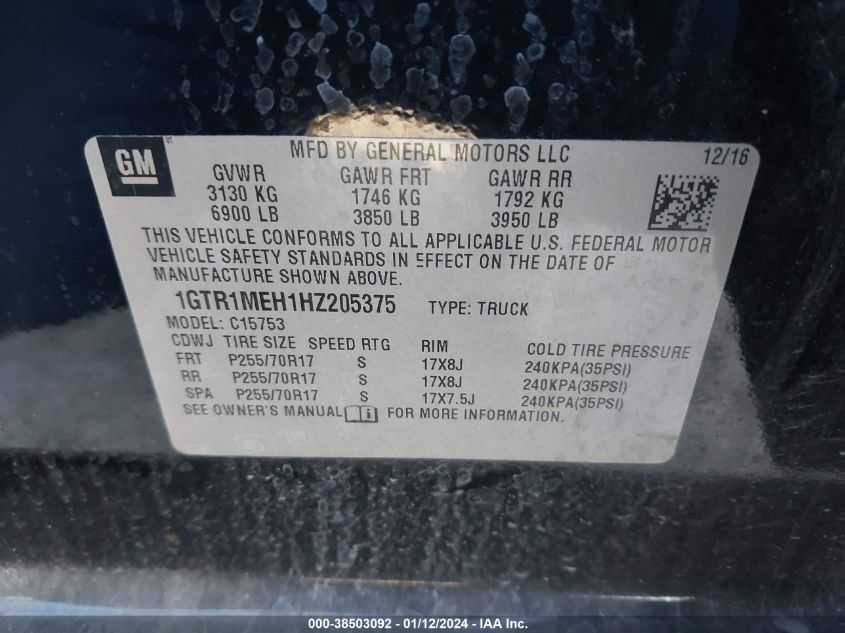 GM
MFD BY GENERAL MOTORS LLC 12/16
GVWR GAWR FRT GAWR RR
3130 KG 1746 KG 1792 KG
6900 LB 3850 LB 3950 LB
THIS VEHICLE CONFORMS TO ALL APPLICABLE U.S. FEDERAL MOTOR
VEHICLE SAFETY STANDARDS IN EFFECT ON THE DATE OF
MANUFACTURE SHOWN ABOVE.
1GTR1MEH1HZ205375 TYPE: TRUCK
MODEL: C15753
CDWJ TIRE SIZE SPEED RTG RIM COLD TIRE PRESSURE
FRT P255/70R17 S 17X8J 240KPA(35PSI)
RR P255/70R17 S 17X8J 240KPA(35PSI)
SPA P255/70R17 S 17X7.5J 240KPA(35PSI)
SEE OWNER'S MANUAL FOR MORE INFORMATION.
000-38503092 - 01/12/2024 - IAA Inc.